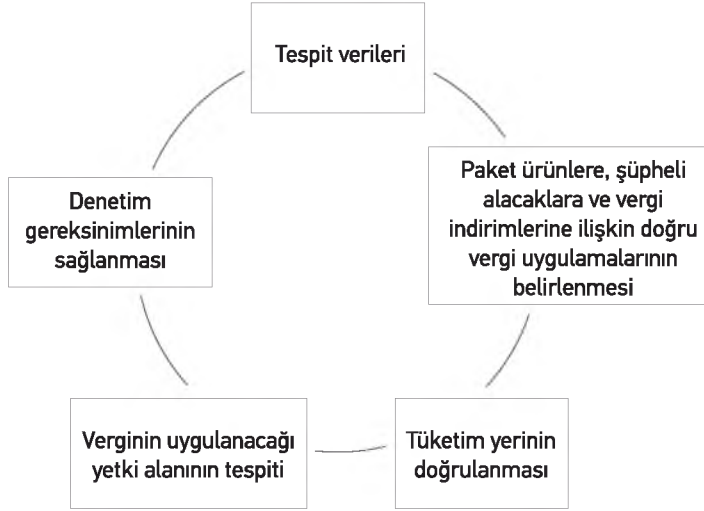 Tespit verileri
Paket ürünlere, şüpheli
alacaklara ve vergi
indirimlerine ilişkin doğru
vergi uygulamalarının
belirlenmesi
Tüketim yerinin
doğrulanması
Verginin uygulanacağı
yetki alanının tespiti
Denetim
gereksinimlerinin
sağlanması